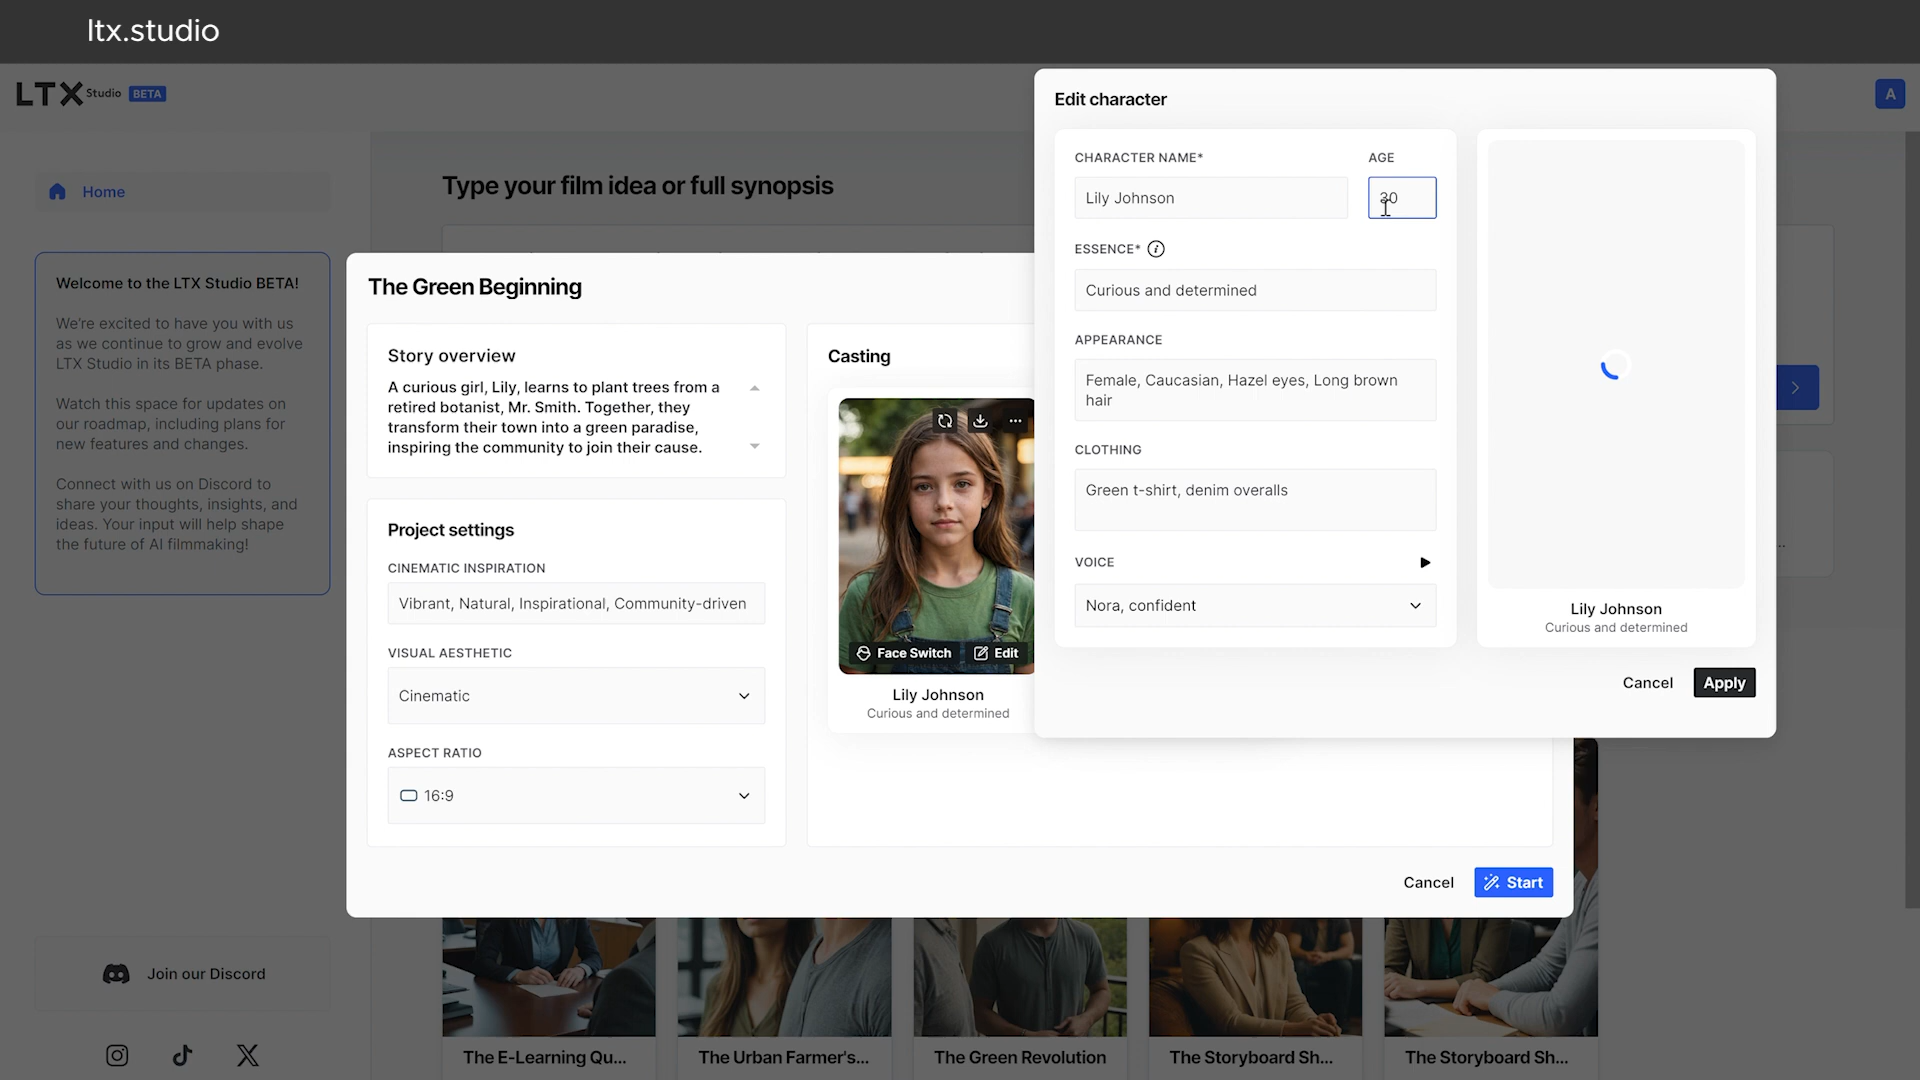 ltx.studio
LTX Studio BETA
A
Home
Welcome to the LTX Studio BETA!
We're excited to have you with us
as we continue to grow and evolve
LTX Studio in its BETA phase.
Watch this space for updates on
our roadmap, including plans for
new features and changes.
Connect with us on Discord to
share your thoughts, insights, and
ideas. Your input will help shape
the future of AI filmmaking!
Join our Discord
Type your film idea or full synopsis
The Green Beginning
Story overview
A curious girl, Lily, learns to plant trees from a
retired botanist, Mr. Smith. Together, they
transform their town into a green paradise,
inspiring the community to join their cause.
Project settings
CINEMATIC INSPIRATION
Vibrant, Natural, Inspirational, Community-driven
VISUAL AESTHETIC
Cinematic
ASPECT RATIO
16:9
Casting
Face Switch
Edit
Lily Johnson
Curious and determined
Cancel
Start
Edit character
CHARACTER NAME*
AGE
Lily Johnson
30
ESSENCE*
Curious and determined
APPEARANCE
Female, Caucasian, Hazel eyes, Long brown
hair
CLOTHING
Green t-shirt, denim overalls
VOICE
Nora, confident
Lily Johnson
Curious and determined
Cancel
Apply
The E-Learning Qu...
The Urban Farmer's...
The Green Revolution
The Storyboard Sh...
The Storyboard Sh...